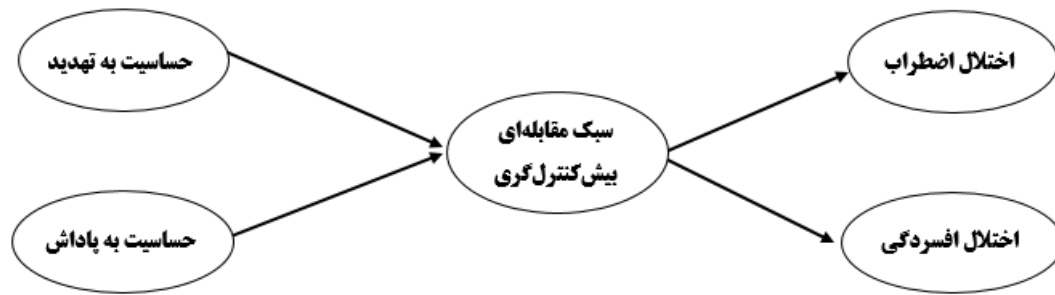 حساسیت به تهدید
اختلال اضطراب
سبک مقابله‌ای
بیش‌کنترل‌گری
حساسیت به پاداش
اختلال افسردگی